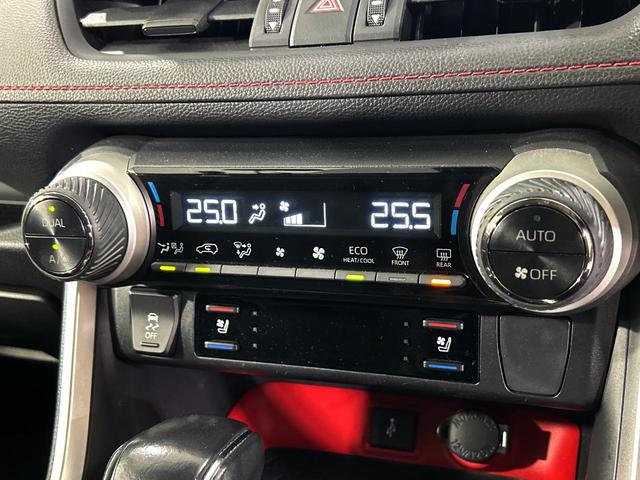 25.0 25.5
DUAL
A/C
AUTO
OFF
ECO
HEAT/COOL
FRONT
REAR
OFF